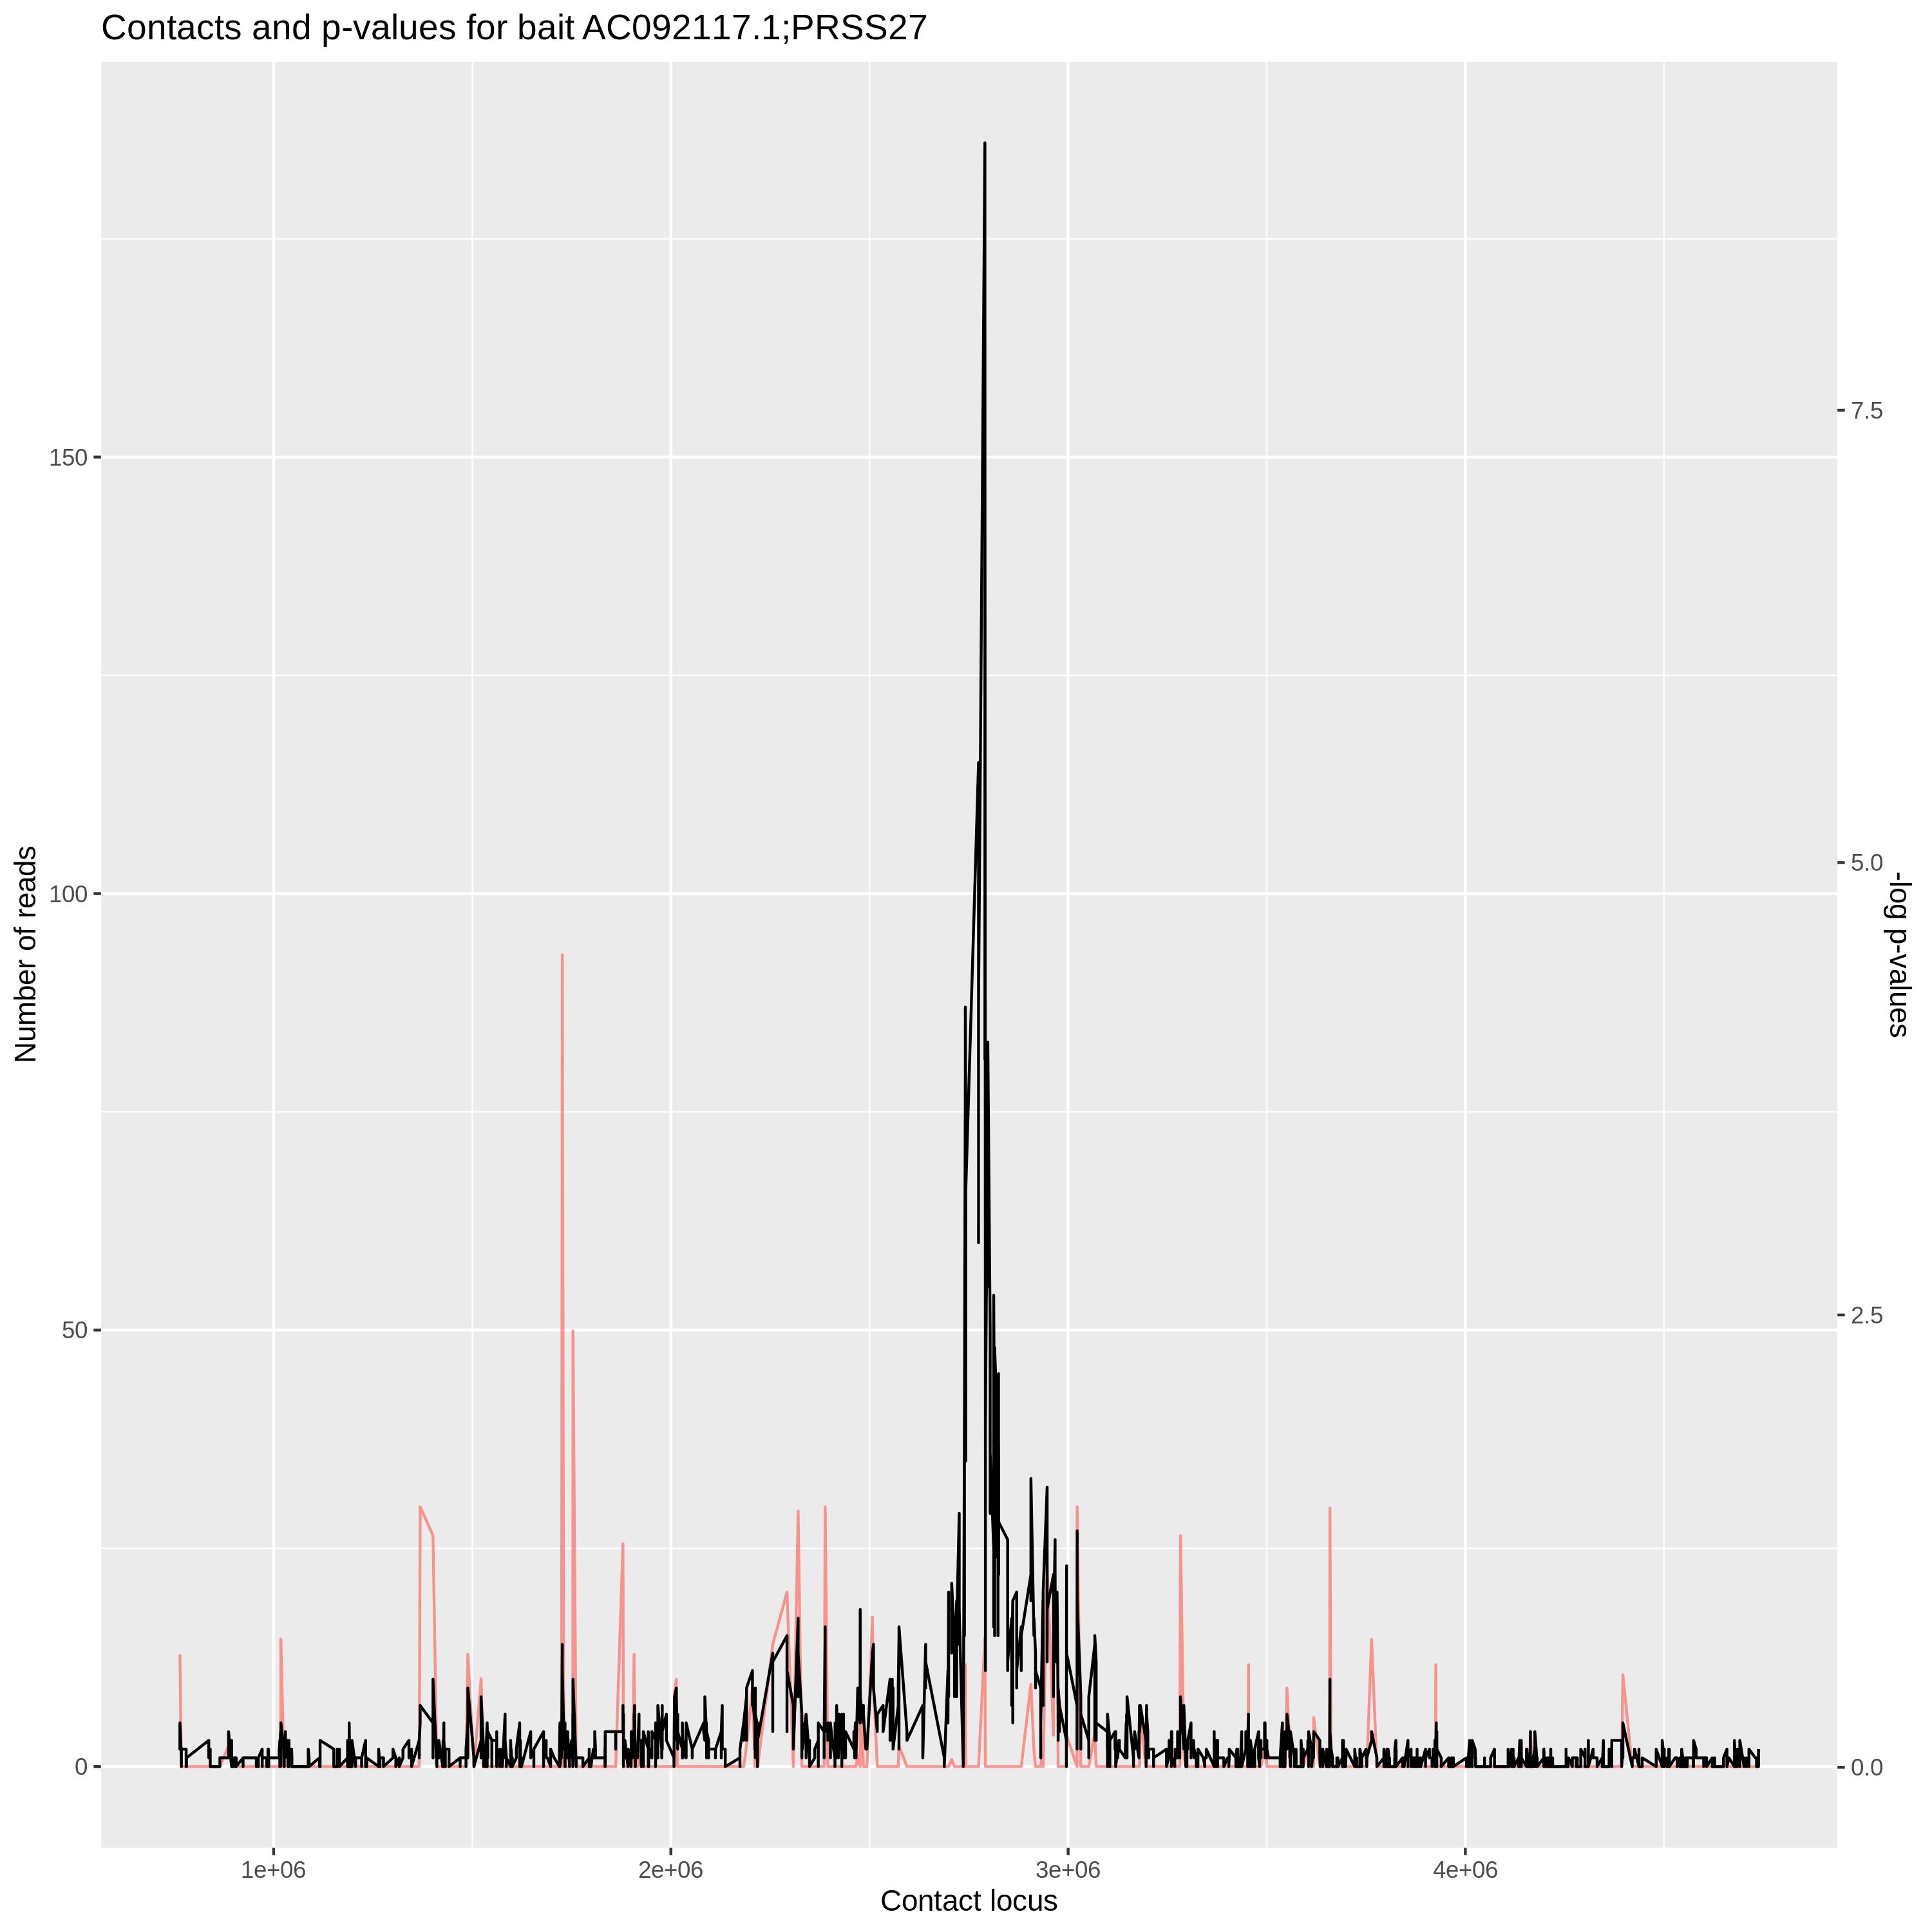 Contacts and p-values for bait AC092117.1;PRSS27
150
100
50
0
Number of reads
7.5
5.0
2.5
0.0
-log p-values
1e+06 2e+06 3e+06 4e+06
Contact locus